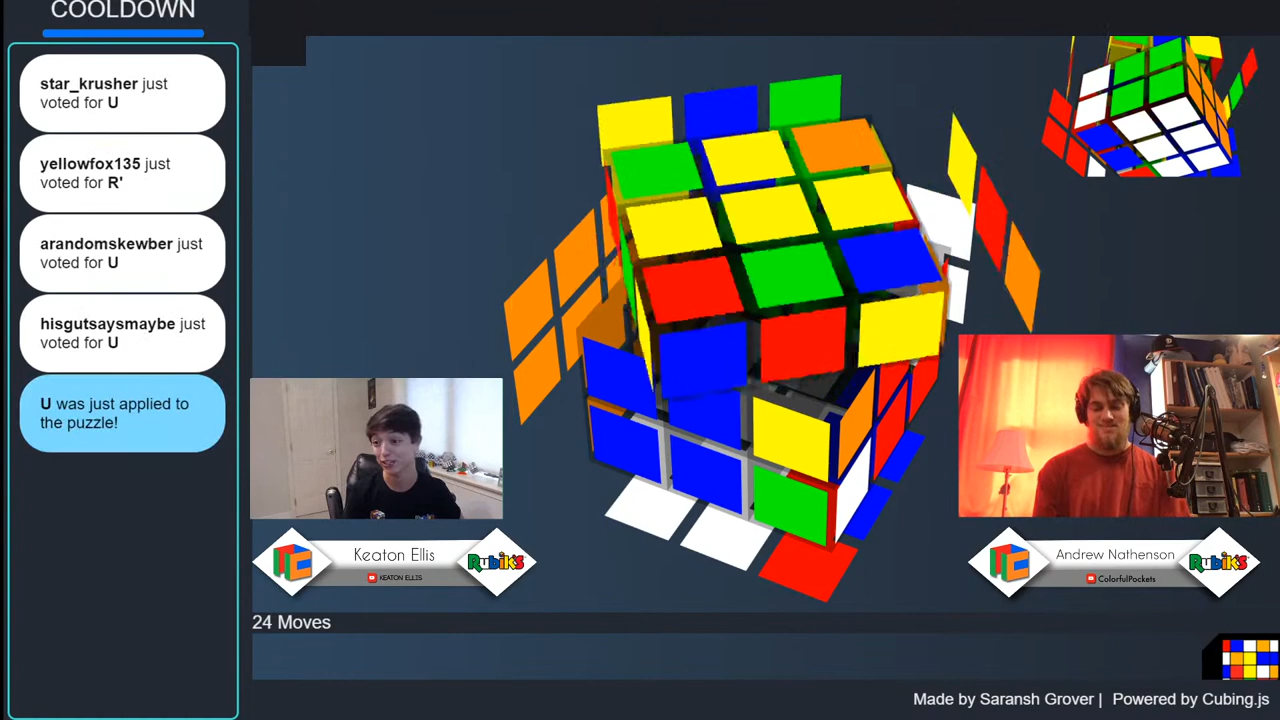 COOLDOWN
star_krusher just
voted for U
yellowfox135 just
voted for R'
arandomskewber just
voted for U
hisgutsaysmaybe just
voted for U
U was just applied to
the puzzle!
Keaton Ellis
KEATON ELLIS
RUBIK'S
Andrew Nathenson
ColorfulPockets
RUBIK'S
24 Moves
Made by Saransh Grover | Powered by Cubing.js